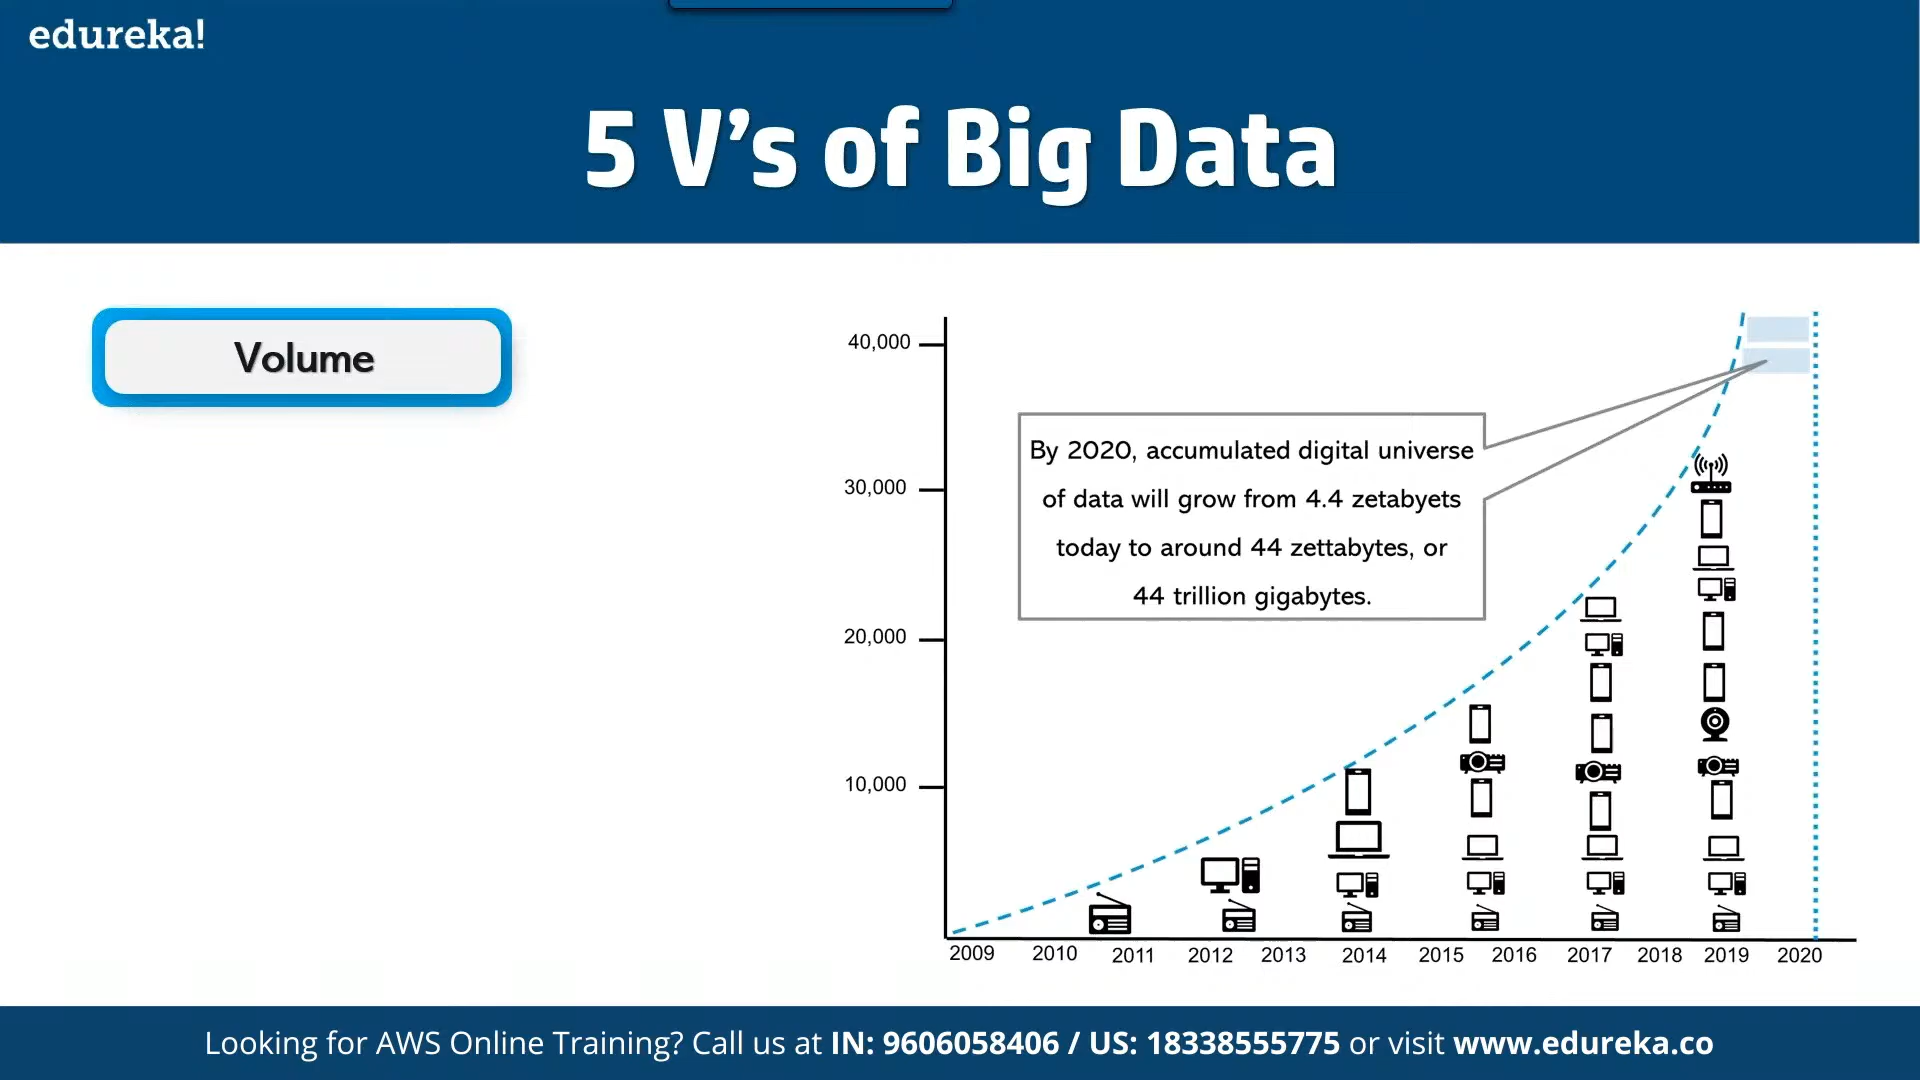 edureka!
5 V’s of Big Data
Volume
40,000
30,000
20,000
10,000
By 2020, accumulated digital universe
of data will grow from 4.4 zetabyets
today to around 44 zettabytes, or
44 trillion gigabytes.
2009 2010 2011 2012 2013 2014 2015 2016 2017 2018 2019 2020
Looking for AWS Online Training? Call us at IN: 9606058406 / US: 18338555775 or visit www.edureka.co